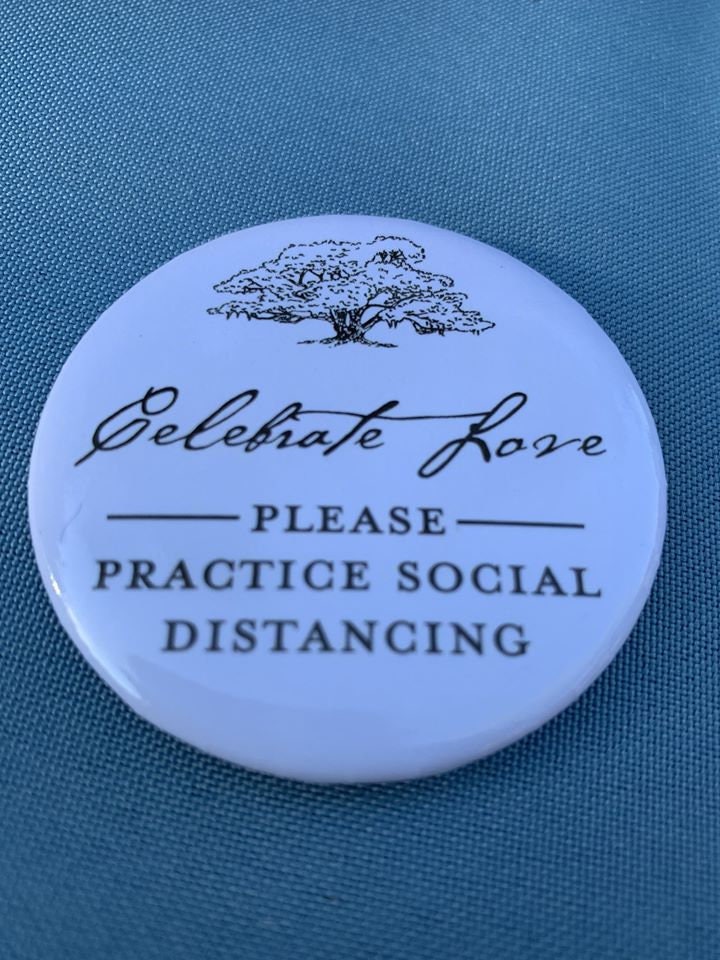 Celebrate Love
PLEASE
PRACTICE SOCIAL
DISTANCING